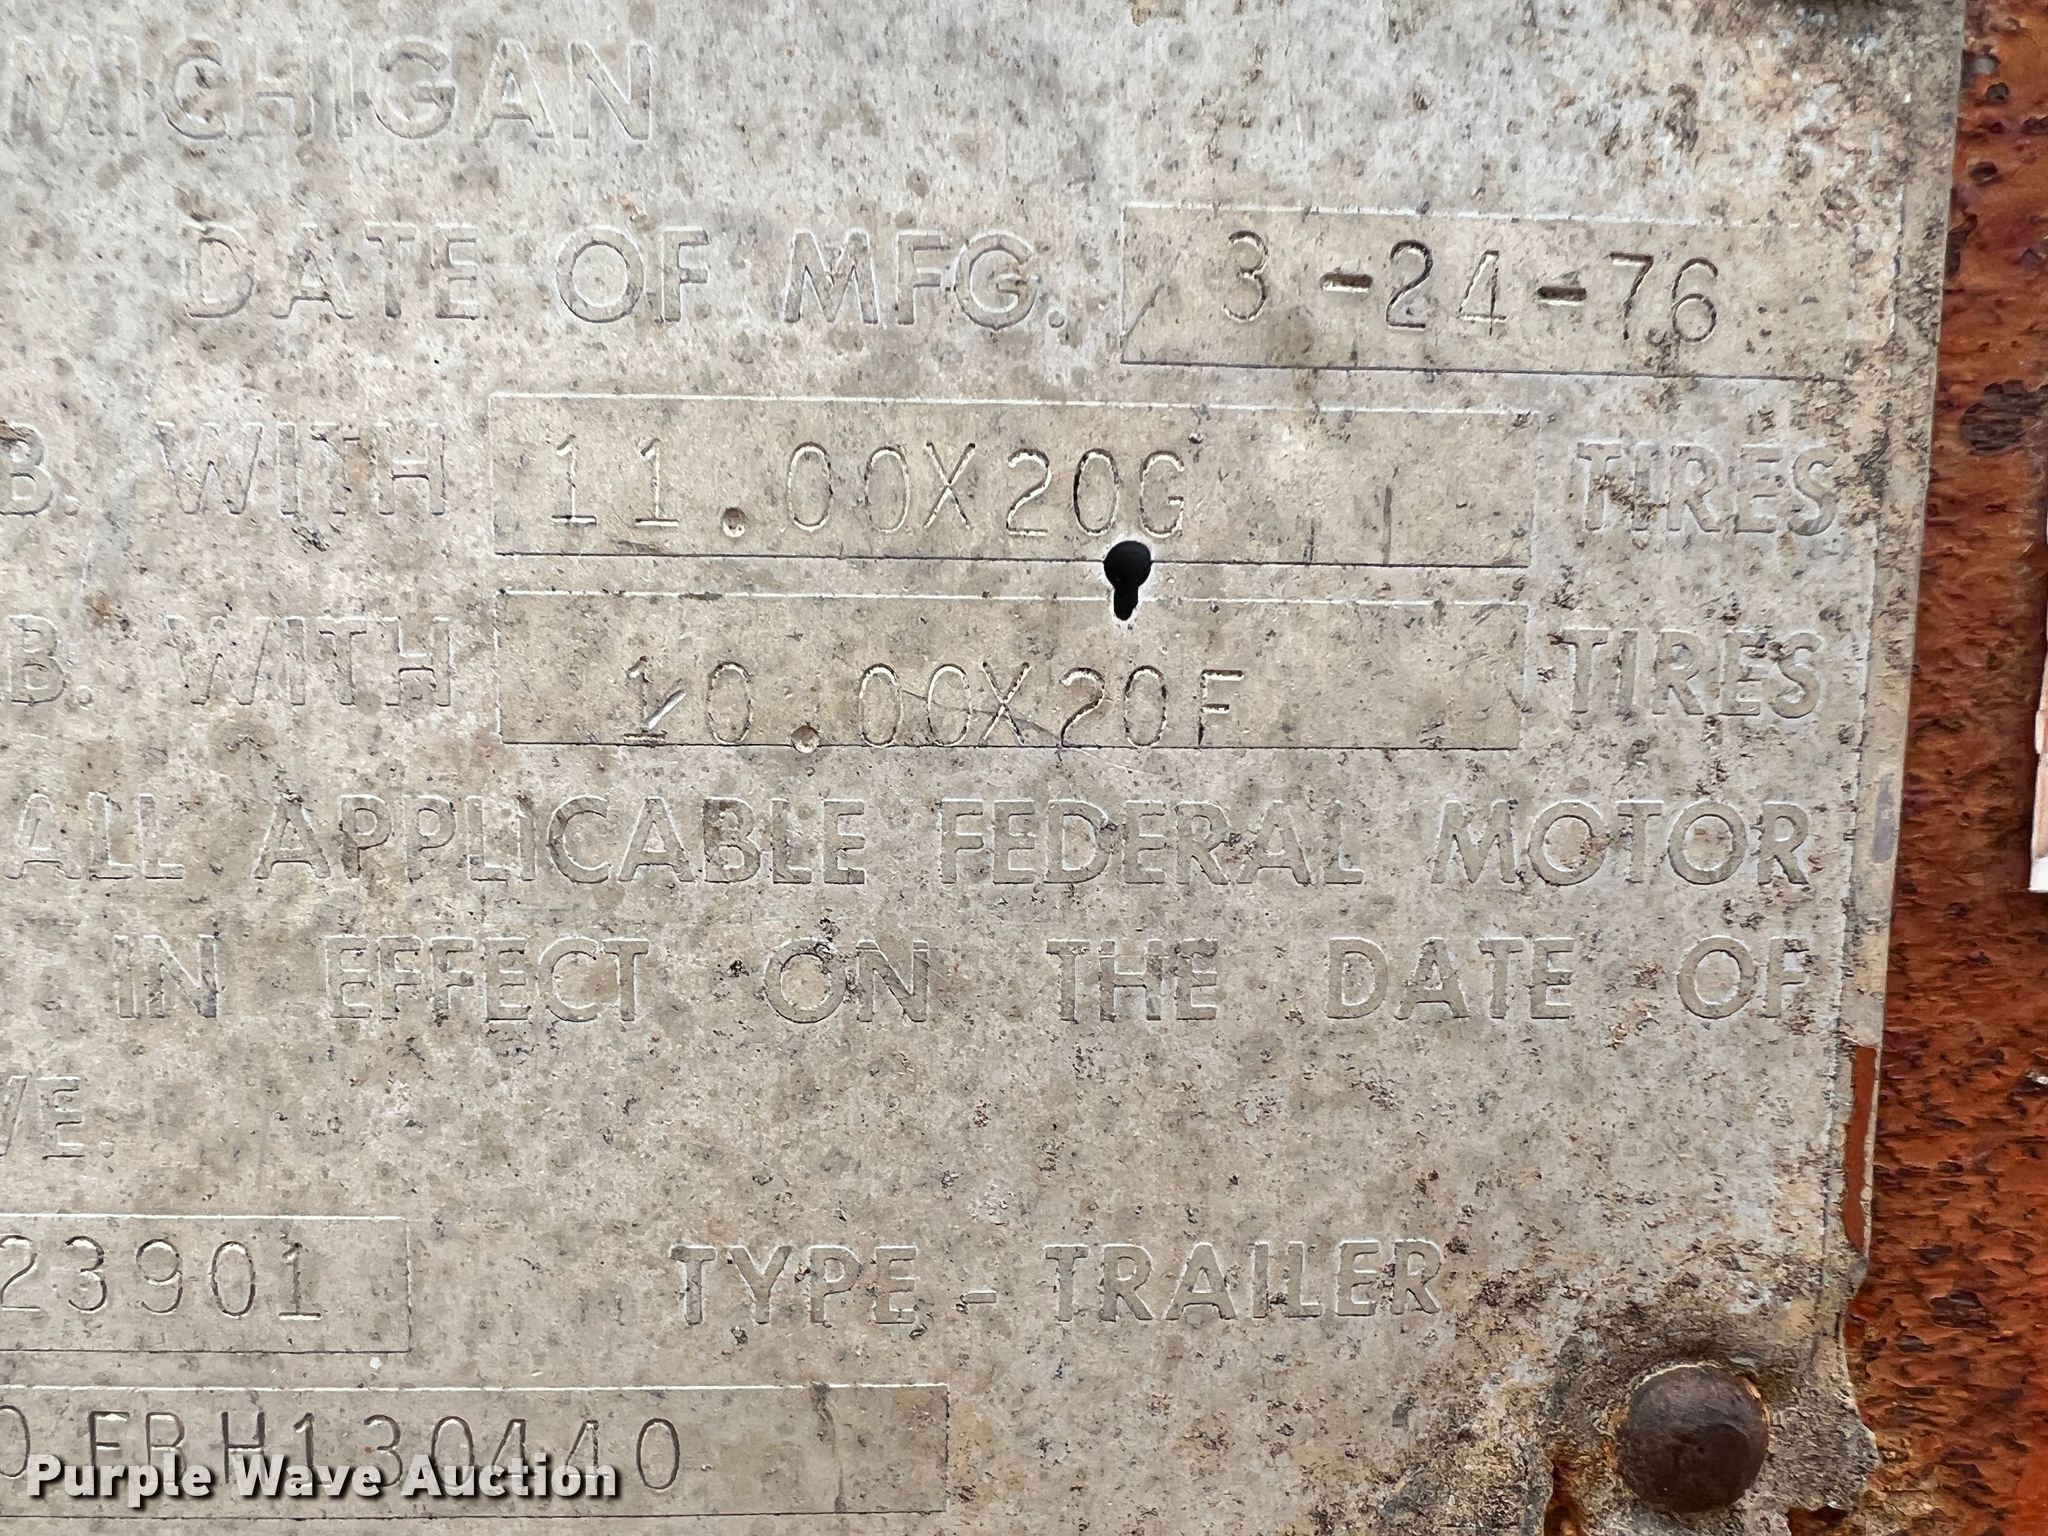 MICHIGAN
DATE OF MFG. 3-24-76
B. WITH 11.00X20G TIRES
B. WITH 10.00X20F TIRES
ALL APPLICABLE FEDERAL MOTOR
IN EFFECT ON THE DATE OF
VE.
23901 TYPE - TRAILER
0 FRH130440
Purple Wave Auction